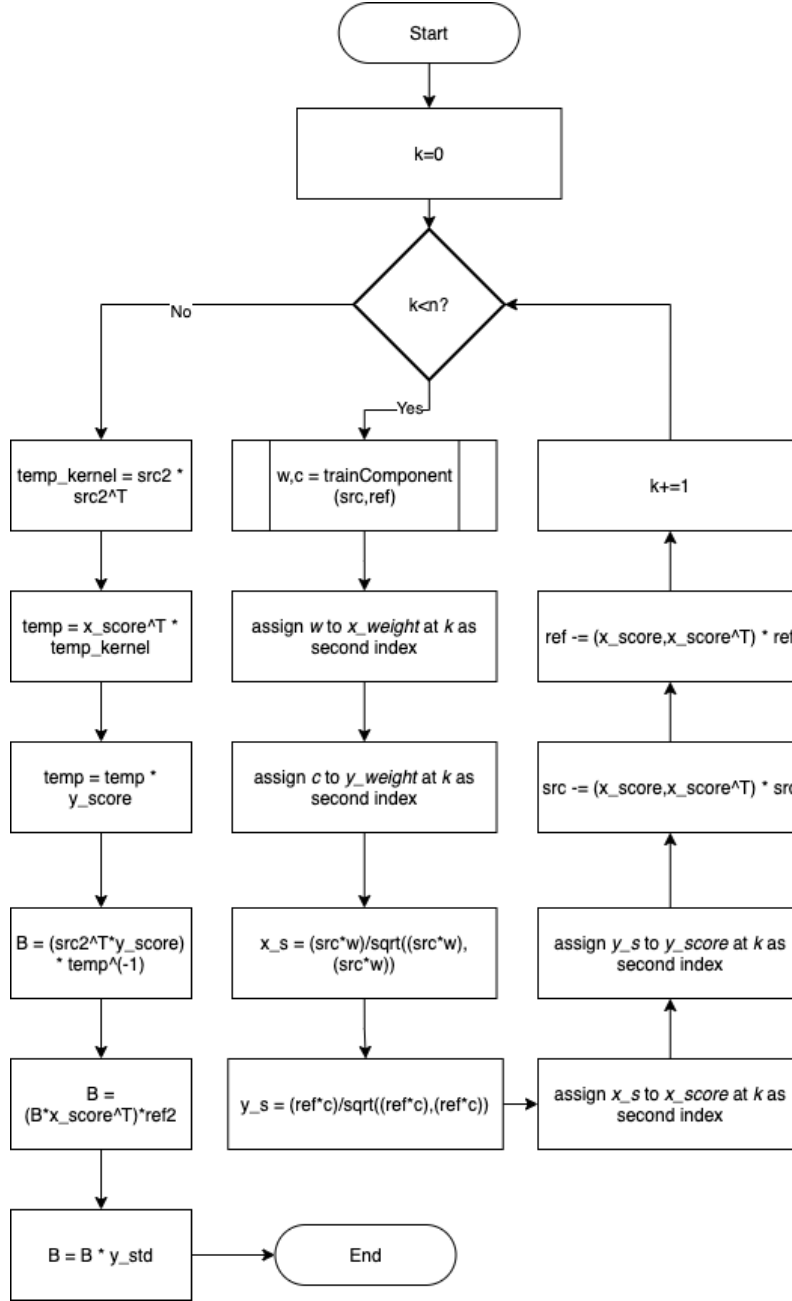 Start
k=0
k<n?
No
Yes
temp_kernel = src2 *
src2^T
temp = x_score^T *
temp_kernel
temp = temp *
y_score
B = (src2^T*y_score)
* temp^(-1)
B =
(B*x_score^T)*ref2
B = B * y_std
End
w,c = trainComponent
(src,ref)
assign w to x_weight at k as
second index
assign c to y_weight at k as
second index
x_s = (src*w)/sqrt((src*w),
(src*w))
y_s = (ref*c)/sqrt((ref*c),(ref*c))
assign x_s to x_score at k as
second index
assign y_s to y_score at k as
second index
src -= (x_score,x_score^T) * src
ref -= (x_score,x_score^T) * ref
k+=1